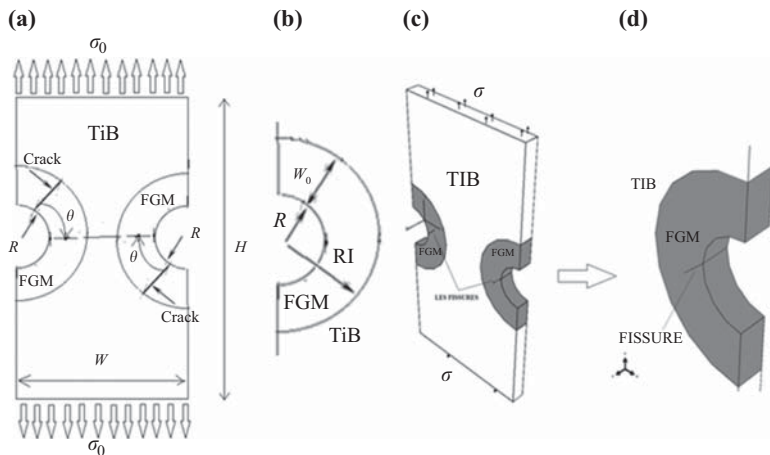 (a)
σ0
TiB
Crack
FGM
θ
R
R
H
θ
FGM
Crack
W
σ0
(b)
W0
R
RI
FGM
TiB
(c)
σ
TIB
FGM
FGM
LES FISSURES
σ
(d)
TIB
FGM
FISSURE